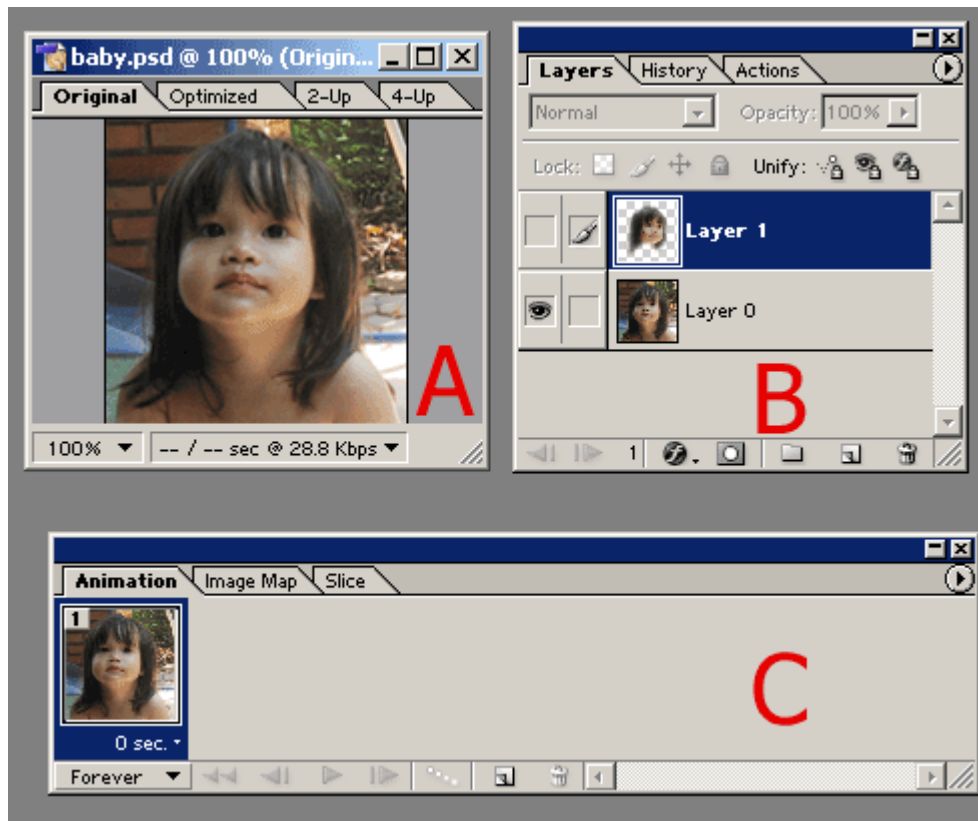 baby.psd @ 100% (Origin...
Original Optimized 2-Up 4-Up
A
100% -- / -- sec @ 28.8 Kbps
Layers History Actions
Normal Opacity: 100%
Lock: Unify:
Layer 1
Layer 0
B
1
Animation Image Map Slice
1
0 sec.
C
Forever